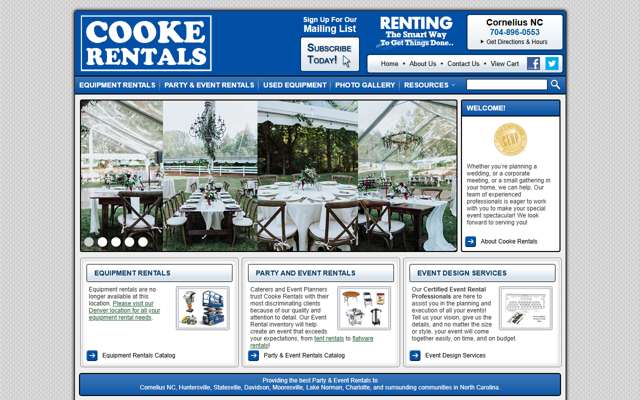 COOKE
RENTALS
Sign Up For Our
Mailing List
SUBSCRIBE
TODAY!
RENTING
The Smart Way
To Get Things Done..
Cornelius NC
704-896-0553
Get Directions & Hours
Home • About Us • Contact Us • View Cart
EQUIPMENT RENTALS PARTY & EVENT RENTALS USED EQUIPMENT PHOTO GALLERY RESOURCES
WELCOME!
Whether you're planning a
wedding, or a corporate
meeting, or a small gathering in
your home, we can help. Our
team of experienced
professionals is eager to work
with you to make your special
event spectacular! We look
forward to serving you!
About Cooke Rentals
EQUIPMENT RENTALS
Equipment rentals are no
longer available at this
location. Please visit our
Denver location for all your
equipment rental needs.
Equipment Rentals Catalog
PARTY AND EVENT RENTALS
Caterers and Event Planners
trust Cooke Rentals with their
most discriminating clients
because of our quality and
attention to detail. Our Event
Rental inventory will help
create an event that exceeds
your expectations, from tent rentals to flatware
rentals!
Party & Event Rentals Catalog
EVENT DESIGN SERVICES
Our Certified Event Rental
Professionals are here to
assist you in the planning and
execution of all your events!
Tell us your vision, give us the
details, and no matter the size
or style, your event will come
together easily, on time, and on budget.
Event Design Services
Providing the best Party & Event Rentals to
Cornelius NC, Huntersville, Statesville, Davidson, Mooresville, Lake Norman, Charlotte, and surrounding communities in North Carolina.